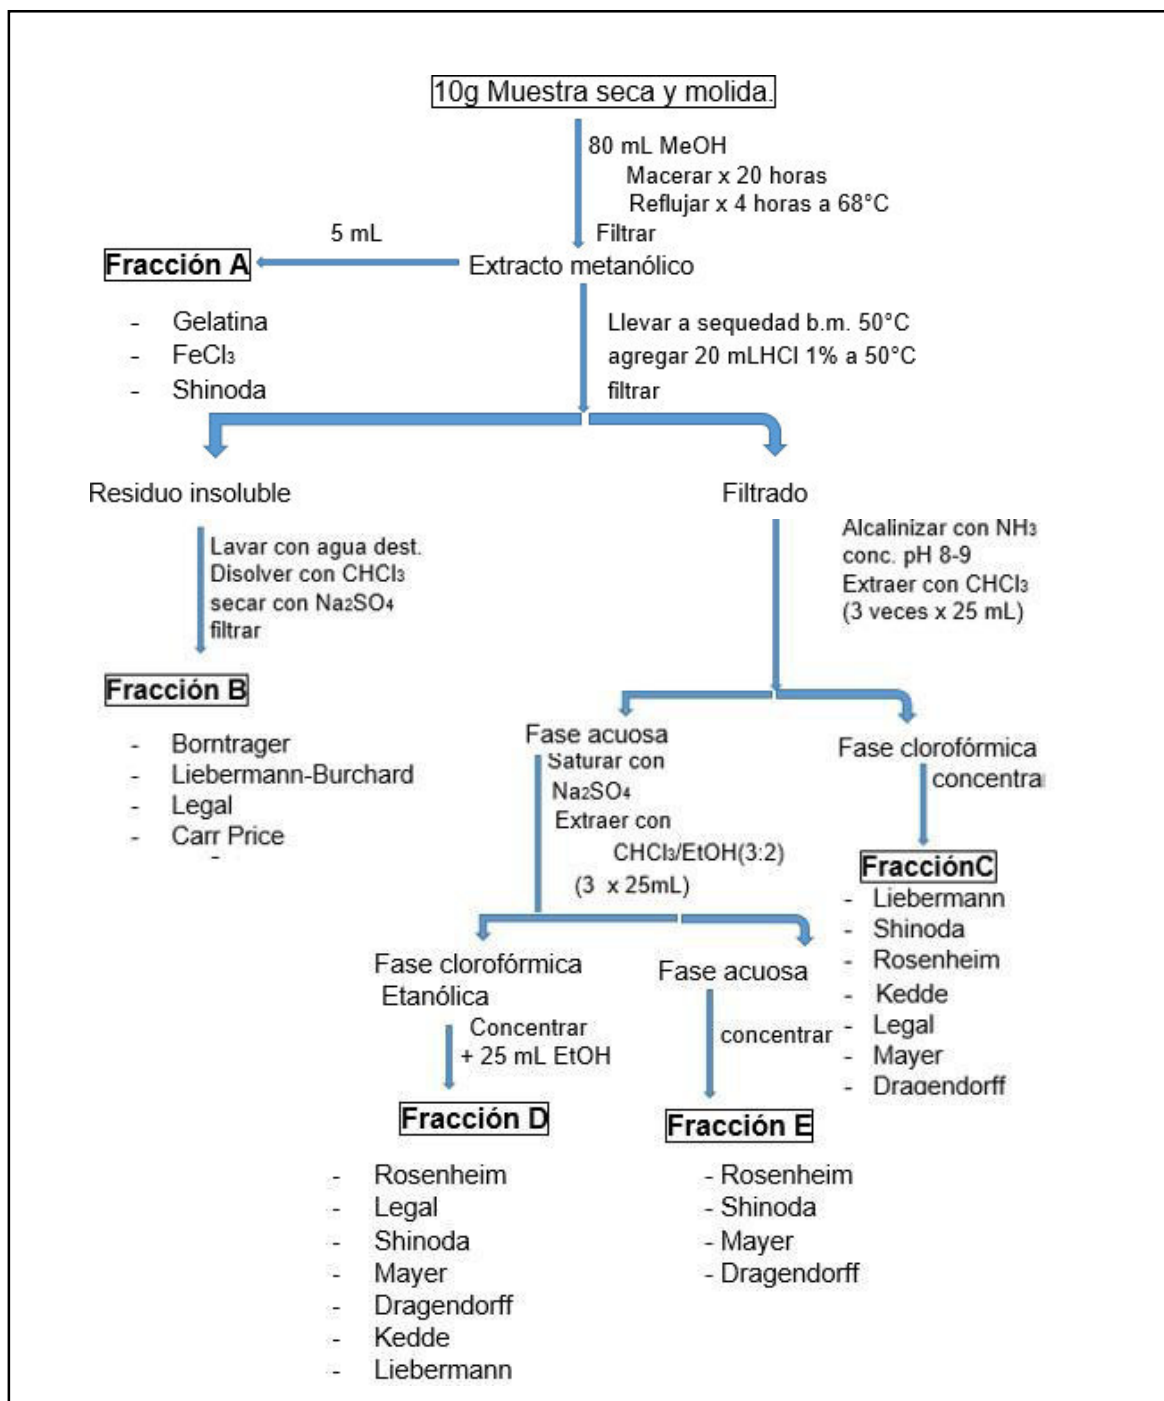 10g Muestra seca y molida.
80 mL MeOH
Macerar x 20 horas
Reflujar x 4 horas a 68°C
Filtrar
5 mL
Fracción A
Extracto metanólico
- Gelatina
- FeCl₃
- Shinoda
Llevar a sequedad b.m. 50°C
agregar 20 mLHCl 1% a 50°C
filtrar
Residuo insoluble
Filtrado
Lavar con agua dest.
Disolver con CHCl₃
secar con Na₂SO₄
filtrar
Alcalinizar con NH₃
conc. pH 8-9
Extraer con CHCl₃
(3 veces x 25 mL)
Fracción B
- Borntrager
- Liebermann-Burchard
- Legal
- Carr Price
-
Fase acuosa
Saturar con
Na₂SO₄
Extraer con
CHCl₃/EtOH(3:2)
(3 x 25mL)
Fase clorofórmica
concentra
FracciónC
- Liebermann
- Shinoda
- Rosenheim
- Kedde
- Legal
- Mayer
- Dragendorff
Fase clorofórmica
Etanólica
Concentrar
+ 25 mL EtOH
Fase acuosa
concentrar
Fracción D
- Rosenheim
- Legal
- Shinoda
- Mayer
- Dragendorff
- Kedde
- Liebermann
Fracción E
- Rosenheim
- Shinoda
- Mayer
- Dragendorff